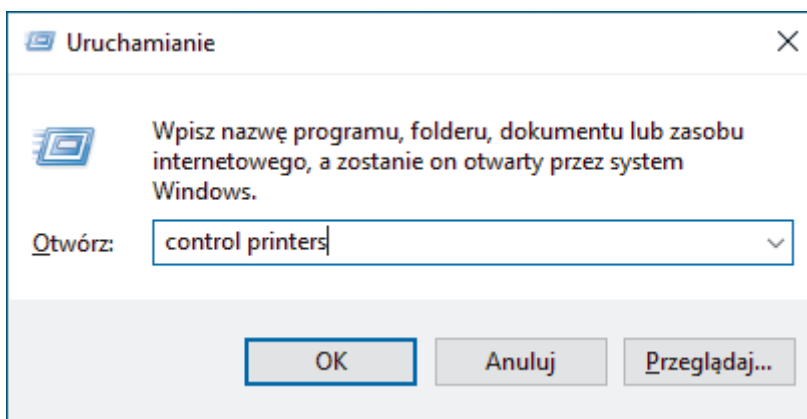 Uruchamianie
Wpisz nazwę programu, folderu, dokumentu lub zasobu
internetowego, a zostanie on otwarty przez system
Windows.
Otwórz: control printers
OK Anuluj Przeglądaj...